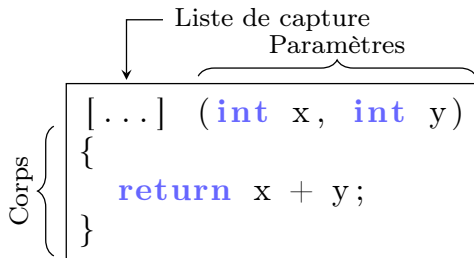 Liste de capture
Paramètres
[...] (int x, int y)
{
return x + y;
}
Corps